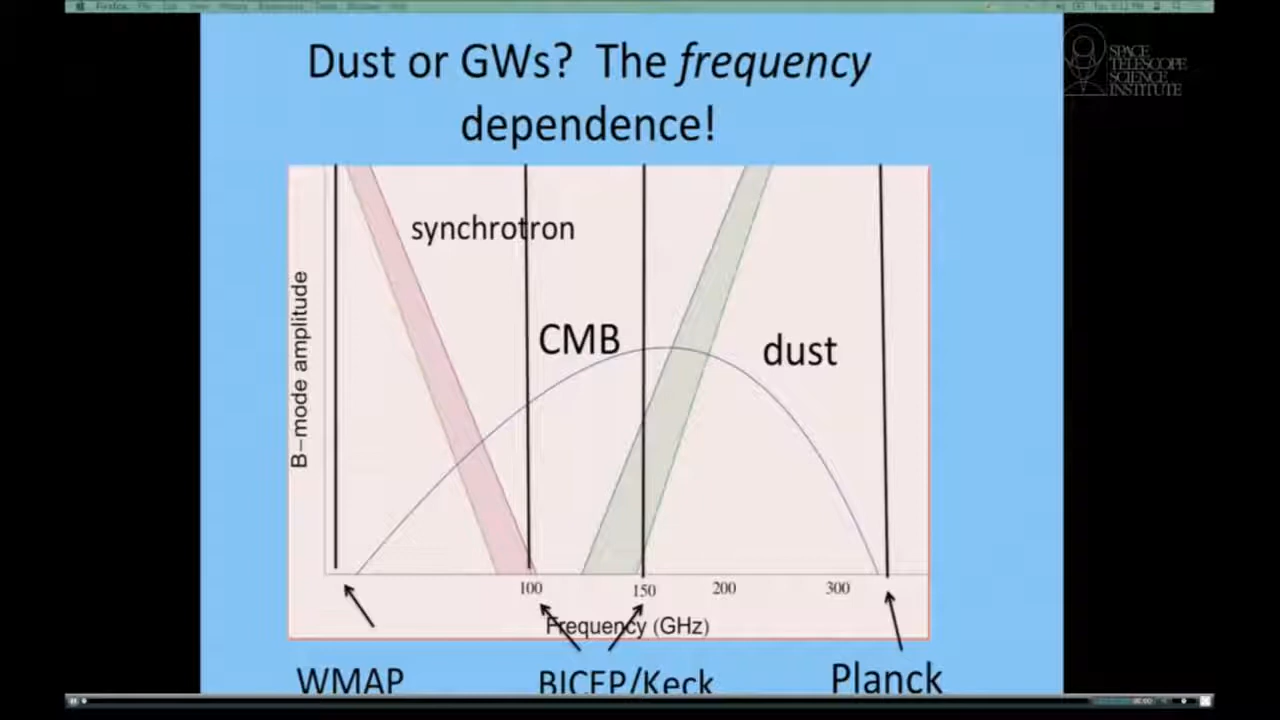 Firefox
Dust or GWs? The frequency
dependence!
SPACE
TELESCOPE
SCIENCE
INSTITUTE
synchrotron
CMB
dust
B-mode amplitude
100
150
200
300
Frequency (GHz)
WMAP
BICEP/Keck
Planck